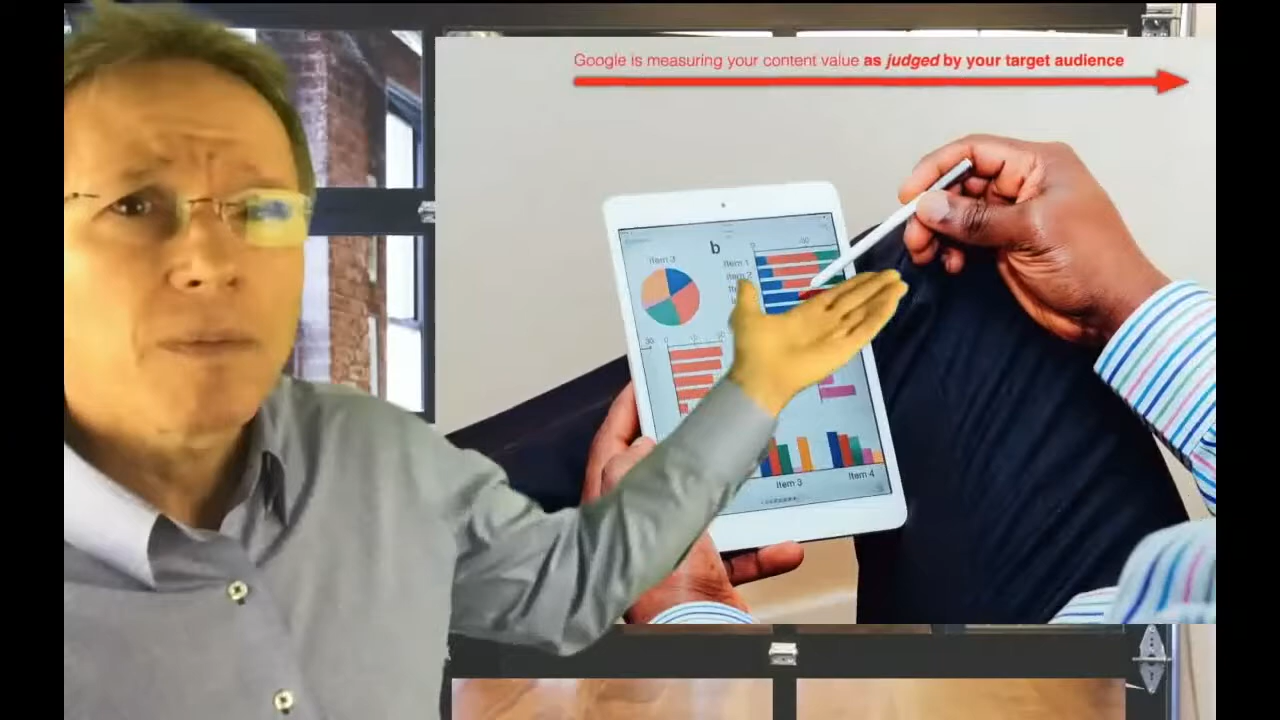 Google is measuring your content value as judged by your target audience
b
Item 3
Item 1
Item 2
Item 3
Item 4